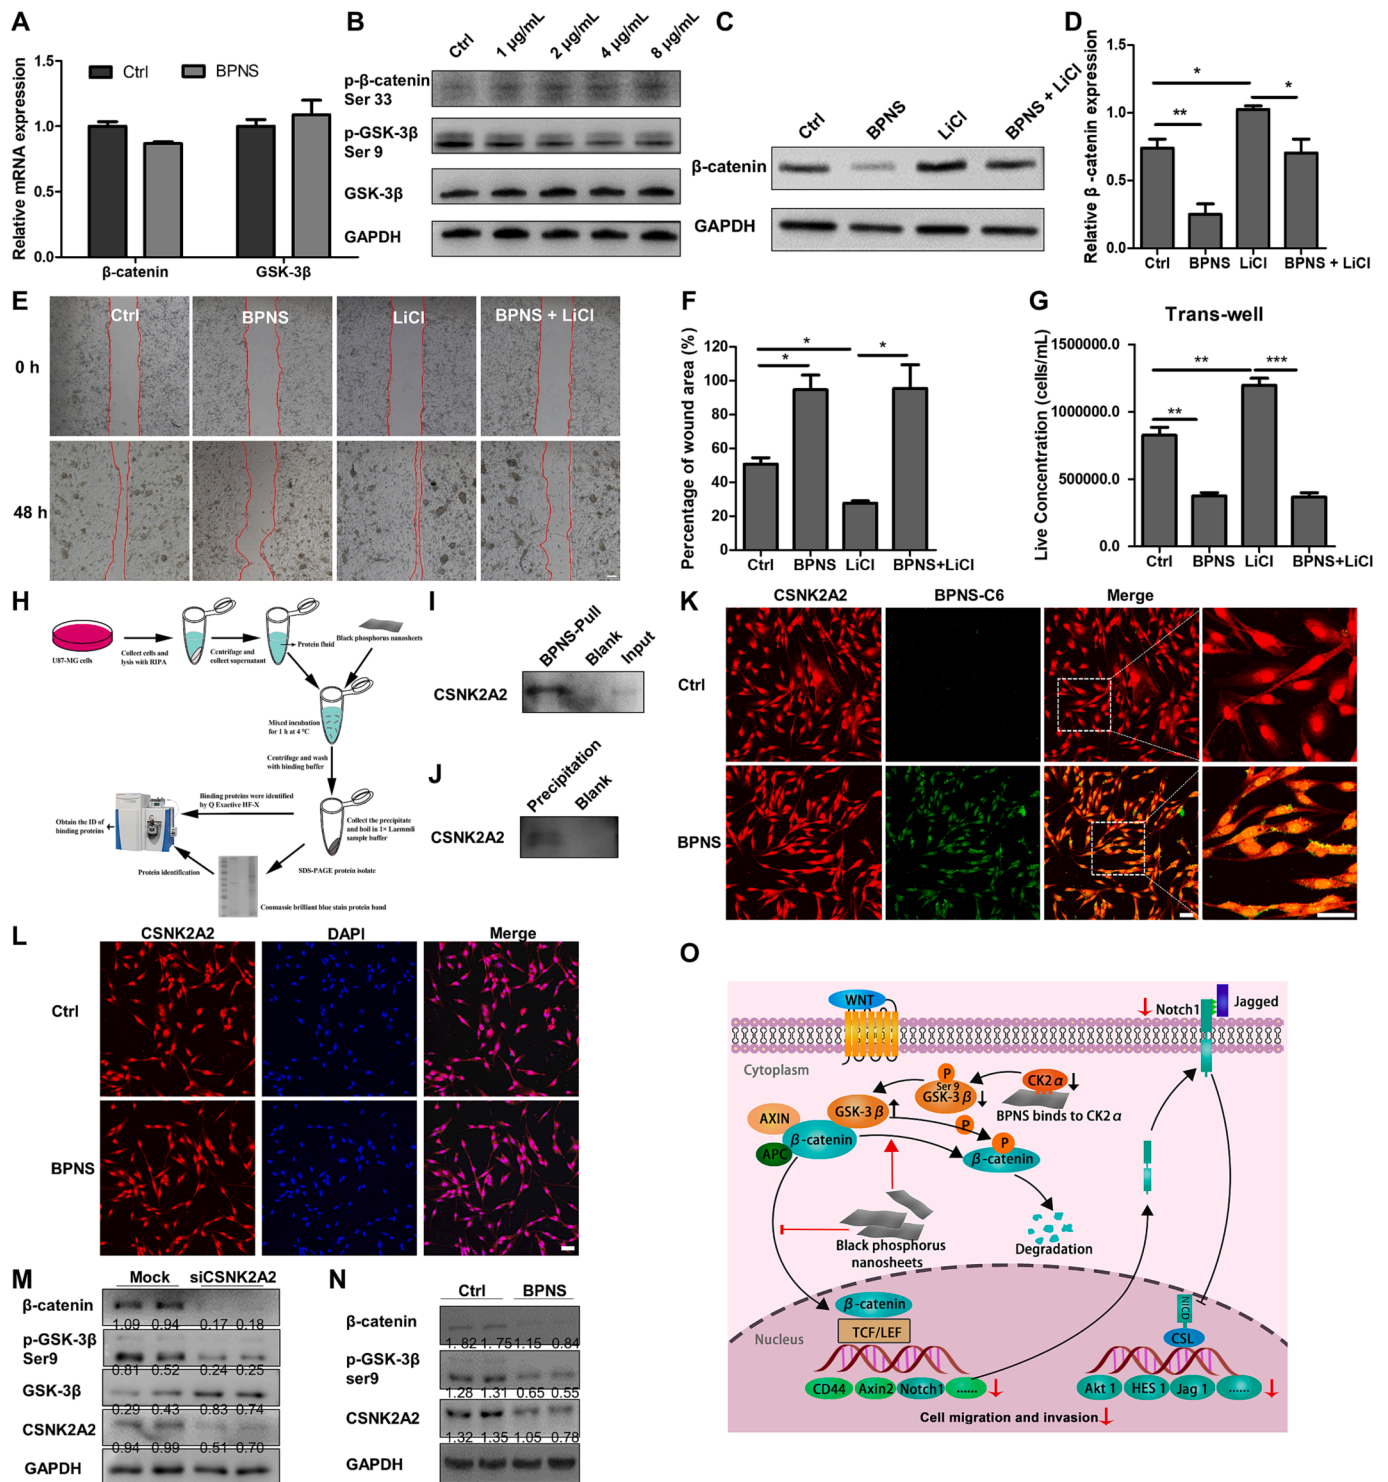 A
Relative mRNA expression
1.5
1.0
0.5
0.0
Ctrl
BPNS
β-catenin
GSK-3β
B
Ctrl
1 µg/mL
2 µg/mL
4 µg/mL
8 µg/mL
p-β-catenin
Ser 33
p-GSK-3β
Ser 9
GSK-3β
GAPDH
C
Ctrl
BPNS
LiCl
BPNS + LiCl
β-catenin
GAPDH
D
Relative β -catenin expression
1.5
1.0
0.5
0.0
**
*
*
Ctrl
BPNS
LiCl
BPNS + LiCl
E
Ctrl
BPNS
LiCl
BPNS + LiCl
0 h
48 h
F
Percentage of wound area (%)
120
100
80
60
40
20
0
*
*
*
Ctrl
BPNS
LiCl
BPNS+LiCl
G
Trans-well
Live Concentration (cells/mL)
1500000.0
1000000.0
500000.0
0.0
**
**
***
Ctrl
BPNS
LiCl
BPNS+LiCl
H
U87-MG cells
Collect cells and
lysis with RIPA
Centrifuge and
collect supernatant
Protein fluid
Black phosphorus
nanosheets
Mixed incubation
for 1 h at 4 °C
Centrifuge and wash
with binding buffer
Collect the precipitate
and boil in 1× Laemmli
sample buffer
Binding proteins were identified
by Q Exactive HF-X
Obtain the ID of
binding proteins
Protein identification
SDS-PAGE protein isolate
Coomassie brilliant blue stain protein band
I
BPNS-Pull
Blank
Input
CSNK2A2
J
Precipitation
Blank
CSNK2A2
K
CSNK2A2
BPNS-C6
Merge
Ctrl
BPNS
L
CSNK2A2
DAPI
Merge
Ctrl
BPNS
M
Mock
siCSNK2A2
β-catenin
1.09 0.94 0.17 0.18
p-GSK-3β
Ser9
0.81 0.52 0.24 0.25
GSK-3β
0.29 0.43 0.83 0.74
CSNK2A2
0.94 0.99 0.51 0.70
GAPDH
N
Ctrl
BPNS
β-catenin
1.82 1.75 1.15 0.84
p-GSK-3β
ser9
1.28 1.31 0.65 0.55
CSNK2A2
1.32 1.35 1.05 0.78
GAPDH
O
WNT
Notch1
Jagged
Cytoplasm
P
Ser 9
GSK-3β
CK2α
BPNS binds to CK2α
GSK-3β
AXIN
APC
β-catenin
P
P
β-catenin
Degradation
Black phosphorus
nanosheets
Nucleus
β-catenin
TCF/LEF
CD44
Axin2
Notch1
......
NICD
CSL
Akt 1
HES 1
Jag 1
......
Cell migration and invasion